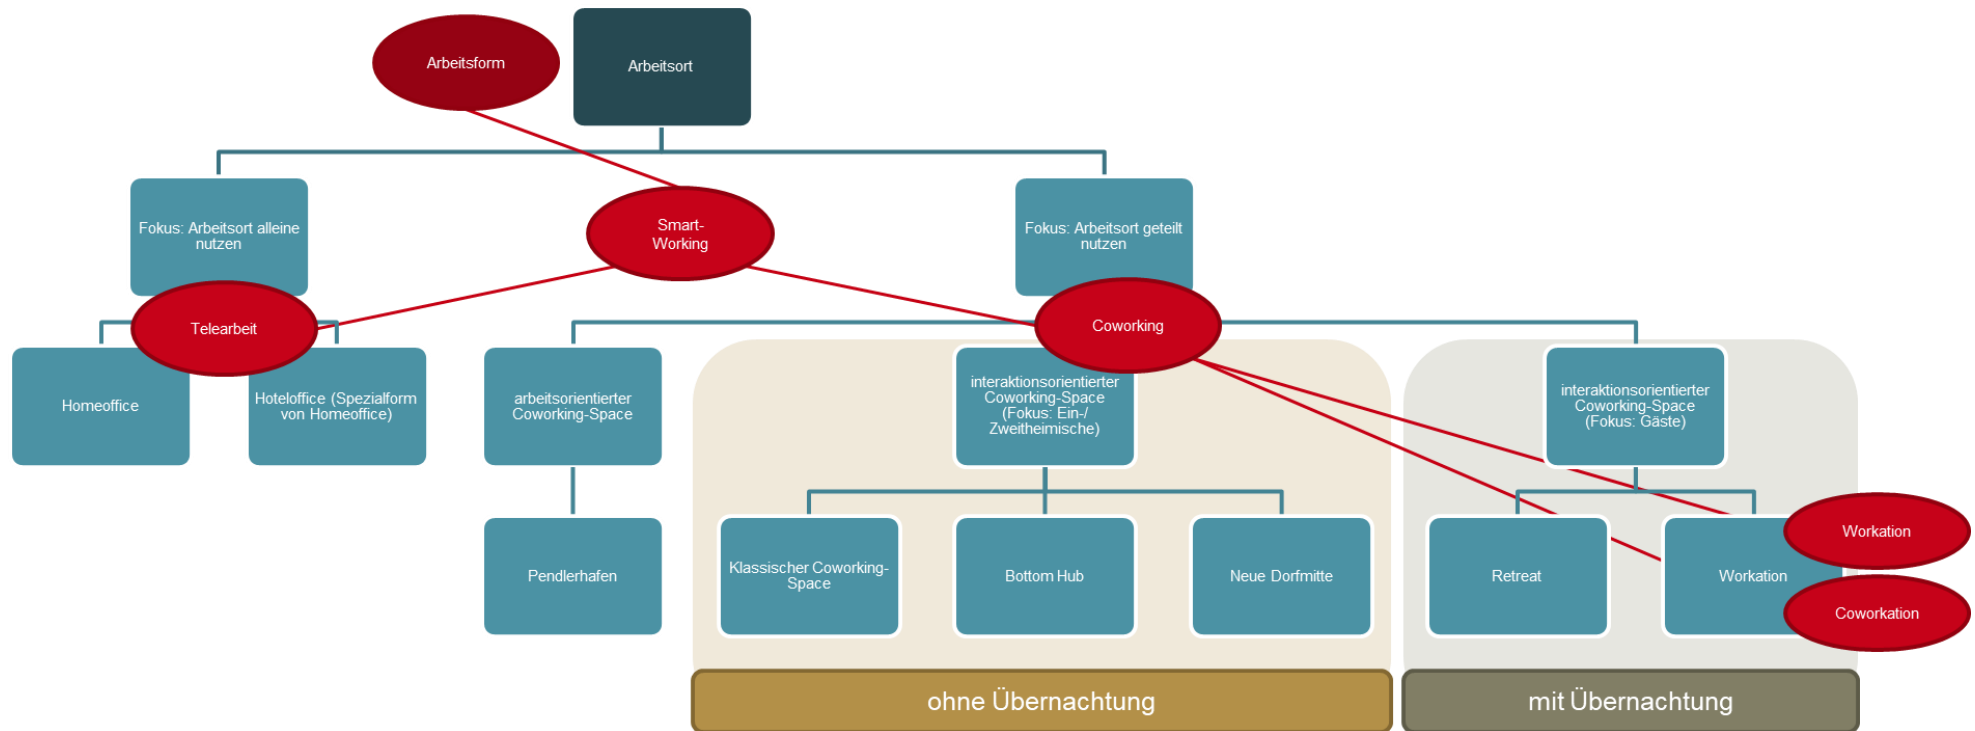 Arbeitsform
Arbeitsort
Fokus: Arbeitsort alleine
nutzen
Smart-
Working
Fokus: Arbeitsort geteilt
nutzen
Telearbeit
Coworking
Homeoffice
Hoteloffice (Spezialform
von Homeoffice)
arbeitsorientierter
Coworking-Space
interaktionsorientierter
Coworking-Space
(Fokus: Ein-/
Zweitheimische)
interaktionsorientierter
Coworking-Space
(Fokus: Gäste)
Pendlerhafen
Klassischer Coworking-
Space
Bottom Hub
Neue Dorfmitte
Retreat
Workation
Workation
Coworkation
ohne Übernachtung
mit Übernachtung